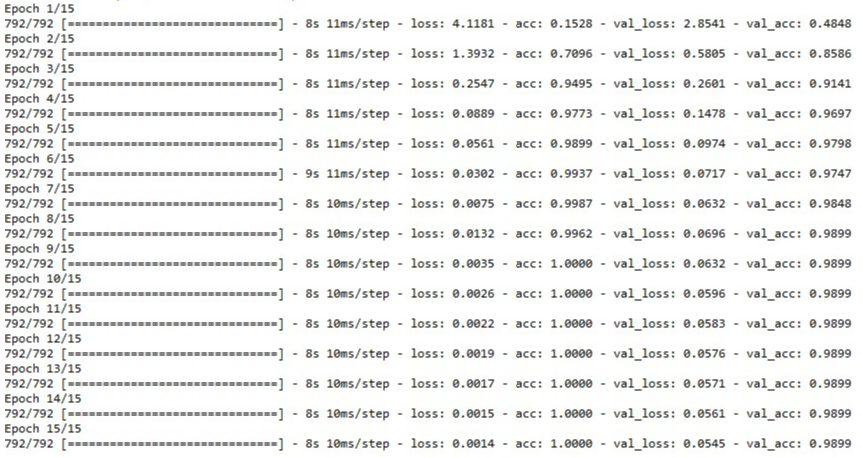 Epoch 1/15
792/792 [==============================] - 8s 11ms/step - loss: 4.1181 - acc: 0.1528 - val_loss: 2.8541 - val_acc: 0.4848
Epoch 2/15
792/792 [==============================] - 8s 11ms/step - loss: 1.3932 - acc: 0.7096 - val_loss: 0.5805 - val_acc: 0.8586
Epoch 3/15
792/792 [==============================] - 8s 11ms/step - loss: 0.2547 - acc: 0.9495 - val_loss: 0.2601 - val_acc: 0.9141
Epoch 4/15
792/792 [==============================] - 8s 11ms/step - loss: 0.0889 - acc: 0.9773 - val_loss: 0.1478 - val_acc: 0.9697
Epoch 5/15
792/792 [==============================] - 8s 11ms/step - loss: 0.0561 - acc: 0.9899 - val_loss: 0.0974 - val_acc: 0.9798
Epoch 6/15
792/792 [==============================] - 9s 11ms/step - loss: 0.0302 - acc: 0.9937 - val_loss: 0.0717 - val_acc: 0.9747
Epoch 7/15
792/792 [==============================] - 8s 10ms/step - loss: 0.0075 - acc: 0.9987 - val_loss: 0.0632 - val_acc: 0.9848
Epoch 8/15
792/792 [==============================] - 8s 10ms/step - loss: 0.0132 - acc: 0.9962 - val_loss: 0.0696 - val_acc: 0.9899
Epoch 9/15
792/792 [==============================] - 8s 10ms/step - loss: 0.0035 - acc: 1.0000 - val_loss: 0.0632 - val_acc: 0.9899
Epoch 10/15
792/792 [==============================] - 8s 10ms/step - loss: 0.0026 - acc: 1.0000 - val_loss: 0.0596 - val_acc: 0.9899
Epoch 11/15
792/792 [==============================] - 8s 10ms/step - loss: 0.0022 - acc: 1.0000 - val_loss: 0.0583 - val_acc: 0.9899
Epoch 12/15
792/792 [==============================] - 8s 10ms/step - loss: 0.0019 - acc: 1.0000 - val_loss: 0.0576 - val_acc: 0.9899
Epoch 13/15
792/792 [==============================] - 8s 10ms/step - loss: 0.0017 - acc: 1.0000 - val_loss: 0.0571 - val_acc: 0.9899
Epoch 14/15
792/792 [==============================] - 8s 10ms/step - loss: 0.0015 - acc: 1.0000 - val_loss: 0.0561 - val_acc: 0.9899
Epoch 15/15
792/792 [==============================] - 8s 10ms/step - loss: 0.0014 - acc: 1.0000 - val_loss: 0.0545 - val_acc: 0.9899